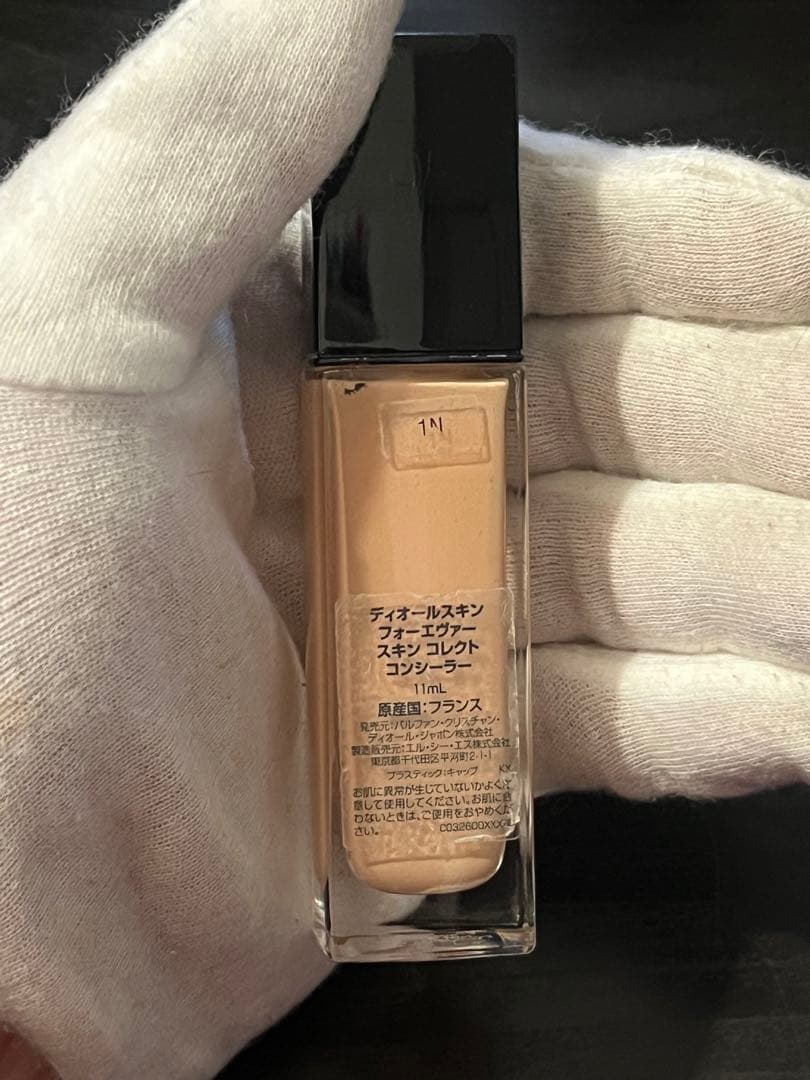 1N
ディオールスキン
フォーエヴァー
スキン コレクト
コンシーラー
11mL
原産国:フランス
発売元:パルファン・クリスチャン・
ディオール・ジャポン株式会社
製造販売元:エル・シー・エス株式会社
東京都千代田区平河町2-1-1
プラスティック:キャップ KX
お肌に異常が生じていないかよく注
意して使用してください。お肌に合
わないときは、ご使用をおやめくだ
さい。